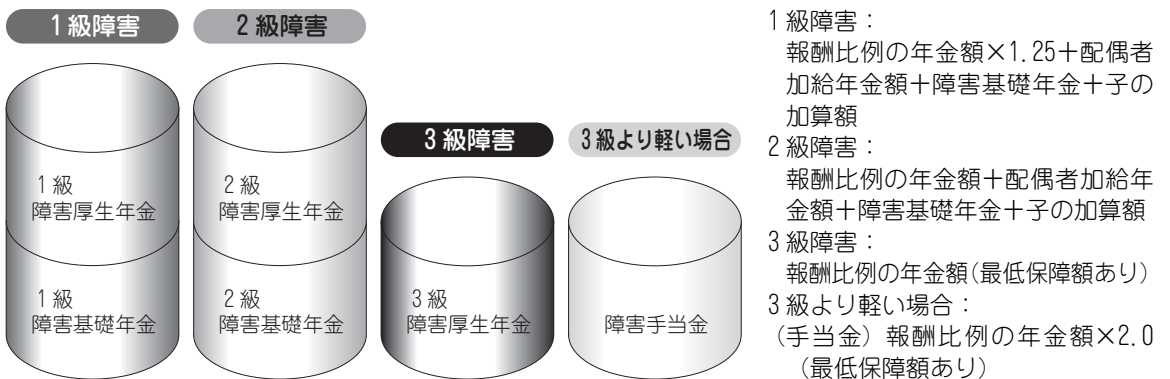 1級障害
2級障害
3級障害
3級より軽い場合
1級
障害厚生年金
2級
障害厚生年金
1級
障害基礎年金
2級
障害基礎年金
3級
障害厚生年金
障害手当金
1級障害：
報酬比例の年金額×1.25＋配偶者
加給年金額＋障害基礎年金＋子の
加算額
2級障害：
報酬比例の年金額＋配偶者加給年
金額＋障害基礎年金＋子の加算額
3級障害：
報酬比例の年金額（最低保障額あり）
3級より軽い場合：
（手当金）報酬比例の年金額×2.0
（最低保障額あり）